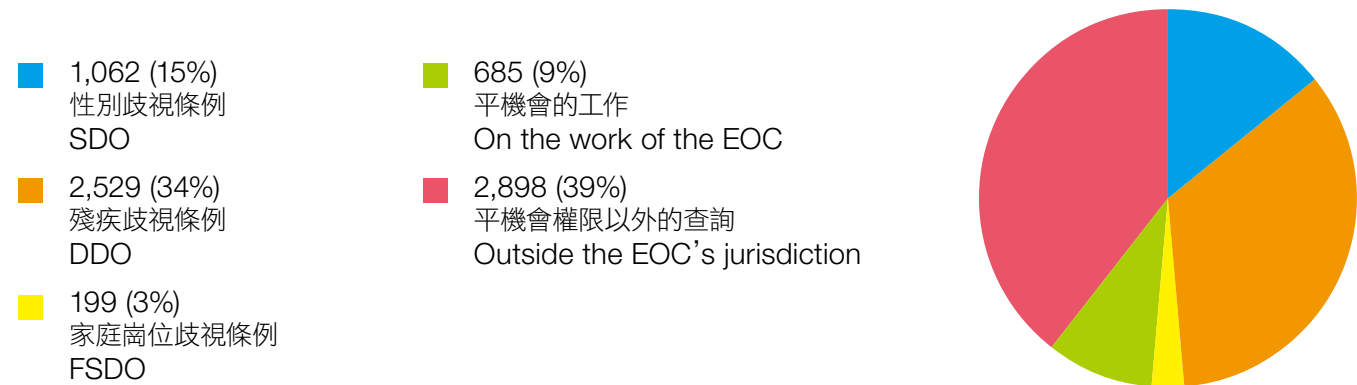 1,062 (15%)
性別歧視條例
SDO
2,529 (34%)
殘疾歧視條例
DDO
199 (3%)
家庭崗位歧視條例
FSDO
685 (9%)
平機會的工作
On the work of the EOC
2,898 (39%)
平機會權限以外的查詢
Outside the EOC’s jurisdiction